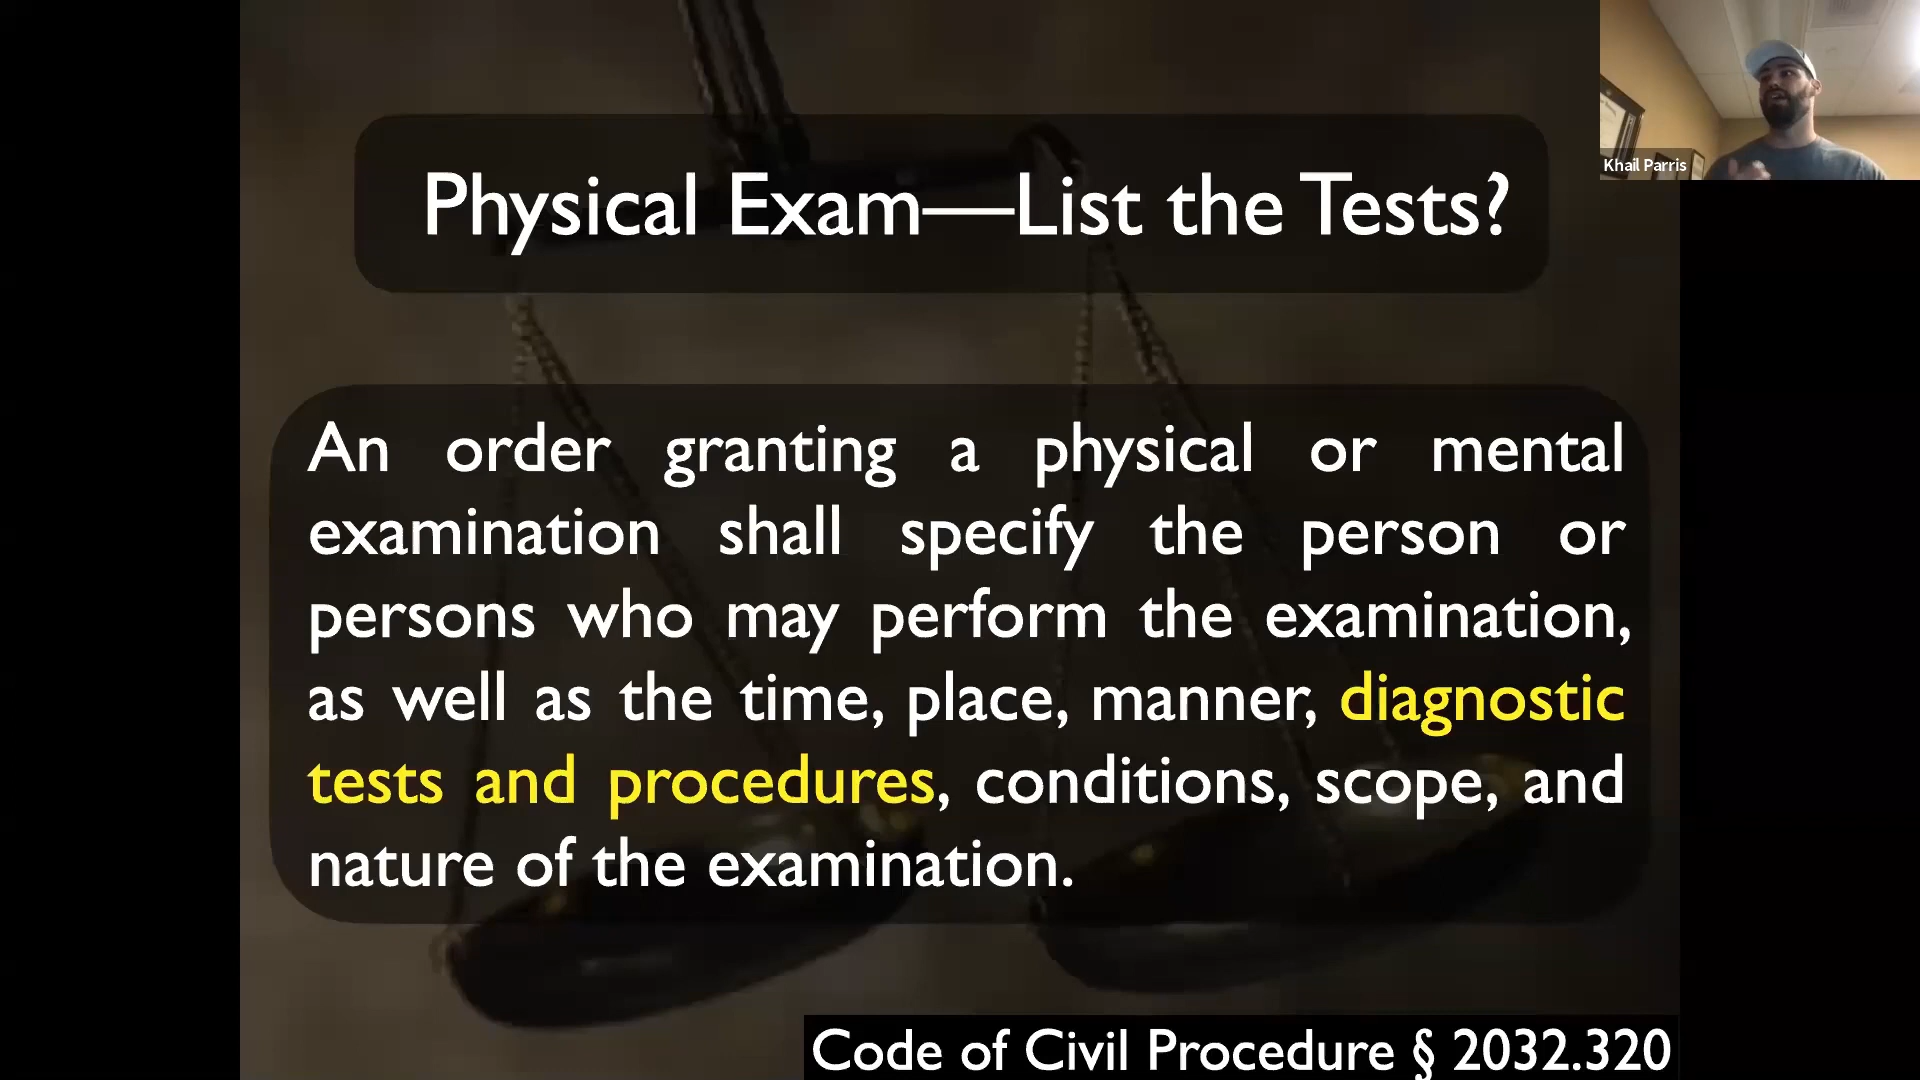 Physical Exam—List the Tests?
Khail Parris
An order granting a physical or mental
examination shall specify the person or
persons who may perform the examination,
as well as the time, place, manner, diagnostic
tests and procedures, conditions, scope, and
nature of the examination.
Code of Civil Procedure § 2032.320